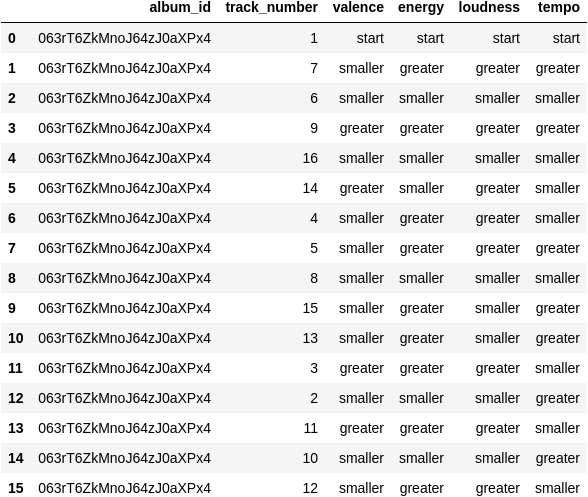 album_id track_number valence energy loudness tempo
0 063rT6ZkMnoJ64zJ0aXPx4 1 start start start start
1 063rT6ZkMnoJ64zJ0aXPx4 7 smaller greater greater greater
2 063rT6ZkMnoJ64zJ0aXPx4 6 smaller smaller smaller smaller
3 063rT6ZkMnoJ64zJ0aXPx4 9 greater greater greater greater
4 063rT6ZkMnoJ64zJ0aXPx4 16 smaller smaller smaller smaller
5 063rT6ZkMnoJ64zJ0aXPx4 14 greater smaller greater smaller
6 063rT6ZkMnoJ64zJ0aXPx4 4 smaller greater greater smaller
7 063rT6ZkMnoJ64zJ0aXPx4 5 smaller greater greater greater
8 063rT6ZkMnoJ64zJ0aXPx4 8 smaller smaller smaller smaller
9 063rT6ZkMnoJ64zJ0aXPx4 15 smaller greater smaller greater
10 063rT6ZkMnoJ64zJ0aXPx4 13 smaller greater smaller greater
11 063rT6ZkMnoJ64zJ0aXPx4 3 greater greater greater smaller
12 063rT6ZkMnoJ64zJ0aXPx4 2 smaller smaller smaller greater
13 063rT6ZkMnoJ64zJ0aXPx4 11 greater greater greater smaller
14 063rT6ZkMnoJ64zJ0aXPx4 10 smaller smaller smaller greater
15 063rT6ZkMnoJ64zJ0aXPx4 12 smaller greater greater smaller